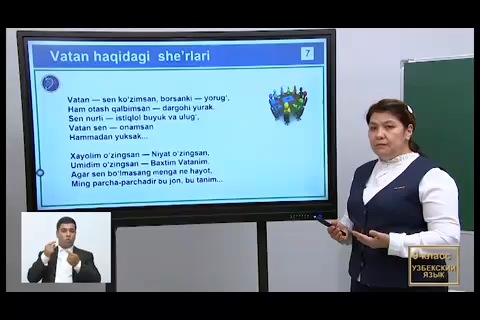 Vatan haqidagi she'rlari
7
Vatan — sen ko'zimsan, borsanki — yorug',
Ham otash qalbimsan — dargohi yurak.
Sen nurli — istiqlol buyuk va ulug',
Vatan sen — onamsan
Hammadan yuksak...
Xayolim o'zingsan — Niyat o'zingsan,
Umidim o'zingsan — Baxtim Vatanim.
Agar sen bo'lmasang menga ne hayot,
Ming parcha-parchadir bu jon, bu tanim...
9 класс
УЗБЕКСКИЙ
ЯЗЫК